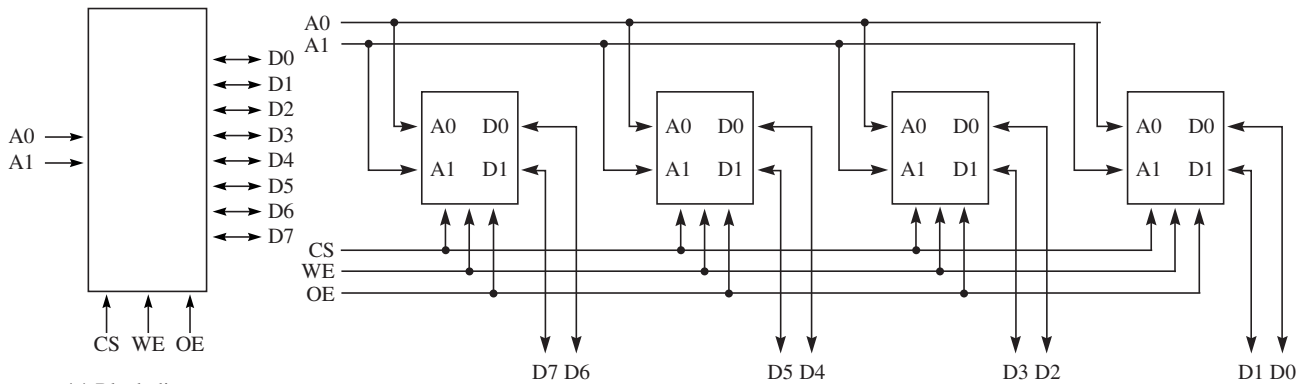 D0
D1
D2
D3
D4
D5
D6
D7
A0
A1
CS WE OE
A0
A1
A0 D0
A1 D1
A0 D0
A1 D1
A0 D0
A1 D1
A0 D0
A1 D1
CS
WE
OE
D7 D6
D5 D4
D3 D2
D1 D0